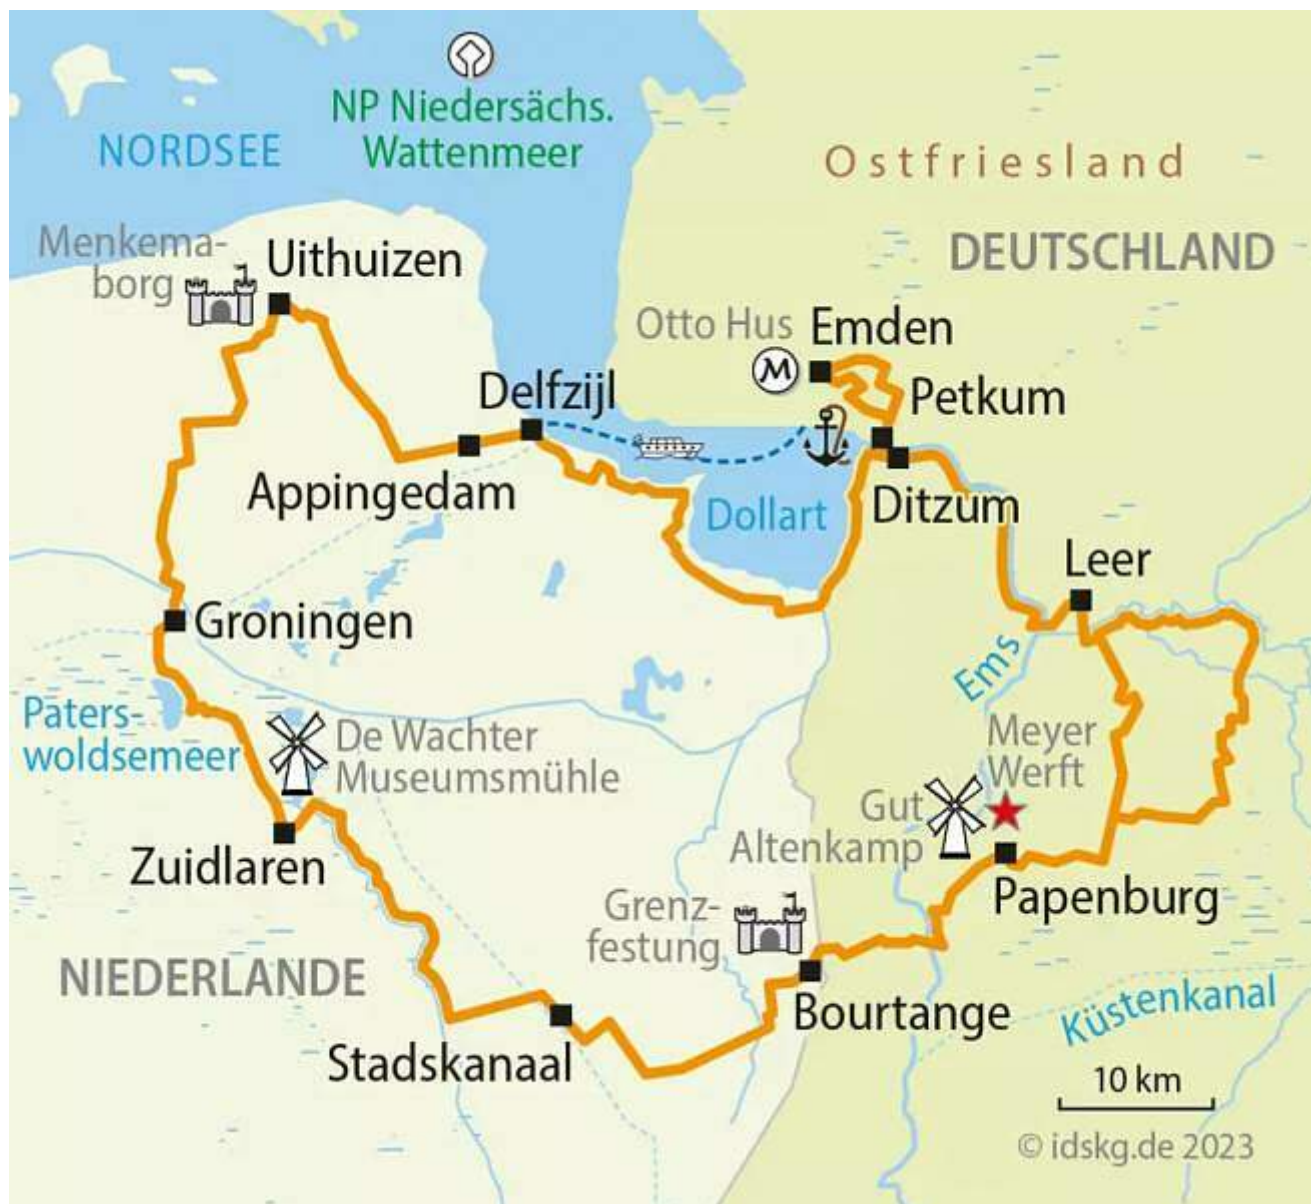 NP Niedersächs.
Wattenmeer
NORDSEE
Ostfriesland
DEUTSCHLAND
Menkema-
borg
Uithuizen
Otto Hus
Emden
M
Delfzijl
Petkum
Appingedam
Dollart
Ditzum
Leer
Groningen
Ems
Paters-
woldsemeer
De Wachter
Museumsmühle
Meyer
Werft
Gut
Altenkamp
Zuidlaren
Papenburg
Grenz-
festung
NIEDERLANDE
Bourtange
Küstenkanal
Stadskanaal
10 km
© idskg.de 2023